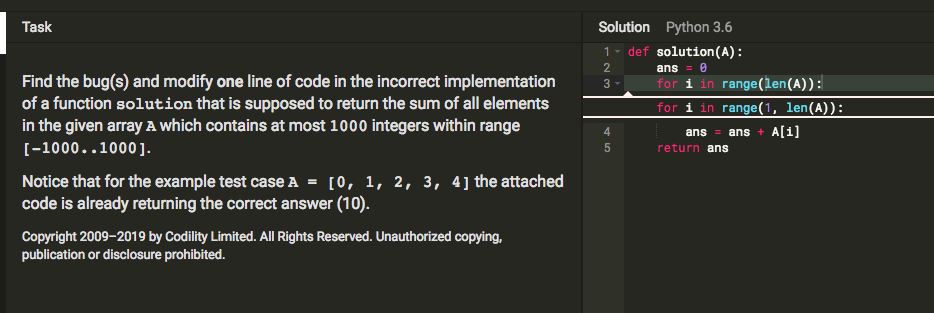 Task
Find the bug(s) and modify one line of code in the incorrect implementation
of a function solution that is supposed to return the sum of all elements
in the given array A which contains at most 1000 integers within range
[-1000..1000].
Notice that for the example test case A = [0, 1, 2, 3, 4] the attached
code is already returning the correct answer (10).
Copyright 2009–2019 by Codility Limited. All Rights Reserved. Unauthorized copying,
publication or disclosure prohibited.
Solution Python 3.6
1 def solution(A):
2 ans = 0
3 for i in range(len(A)):
for i in range(1, len(A)):
4 ans = ans + A[i]
5 return ans